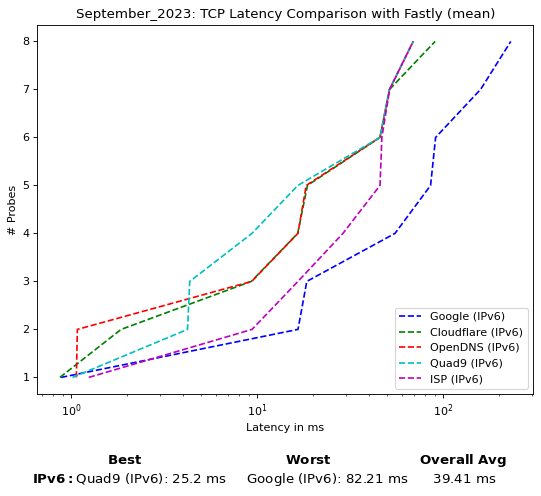 September_2023: TCP Latency Comparison with Fastly (mean)
# Probes
8
7
6
5
4
3
2
1
Google (IPv6)
Cloudflare (IPv6)
OpenDNS (IPv6)
Quad9 (IPv6)
ISP (IPv6)
10⁰ 10¹ 10²
Latency in ms
Best Worst Overall Avg
IPv6: Quad9 (IPv6): 25.2 ms Google (IPv6): 82.21 ms 39.41 ms